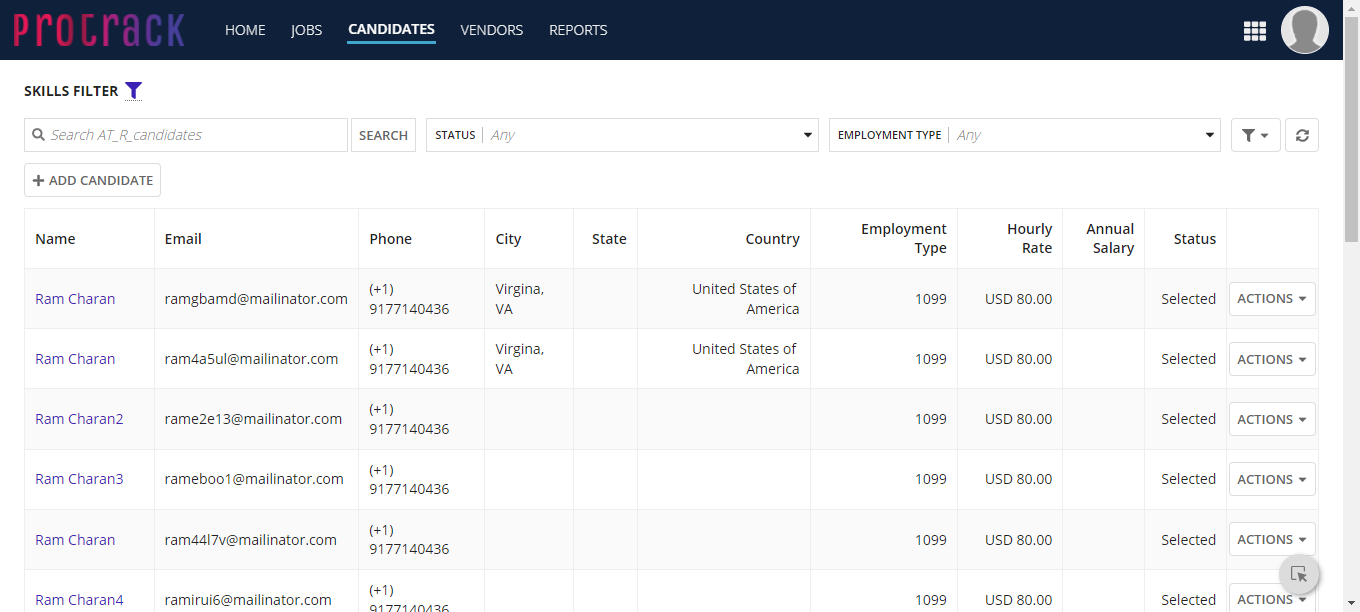 protrack HOME JOBS CANDIDATES VENDORS REPORTS
SKILLS FILTER
Search AT_R_candidates SEARCH STATUS Any EMPLOYMENT TYPE Any
ADD CANDIDATE
Name Email Phone City State Country Employment Type Hourly Rate Annual Salary Status
Ram Charan ramgbamd@mailinator.com (+1) 9177140436 Virgina, VA United States of America 1099 USD 80.00 Selected ACTIONS
Ram Charan ram4a5ul@mailinator.com (+1) 9177140436 Virgina, VA United States of America 1099 USD 80.00 Selected ACTIONS
Ram Charan2 rame2e13@mailinator.com (+1) 9177140436 1099 USD 80.00 Selected ACTIONS
Ram Charan3 rameboo1@mailinator.com (+1) 9177140436 1099 USD 80.00 Selected ACTIONS
Ram Charan ram44l7v@mailinator.com (+1) 9177140436 1099 USD 80.00 Selected ACTIONS
Ram Charan4 ramirui6@mailinator.com (+1) 9177140436 1099 USD 80.00 Selected ACTIONS